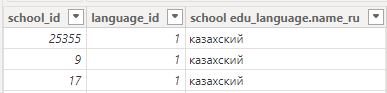 school_id language_id school edu_language.name_ru
25355 1 казахский
9 1 казахский
17 1 казахский